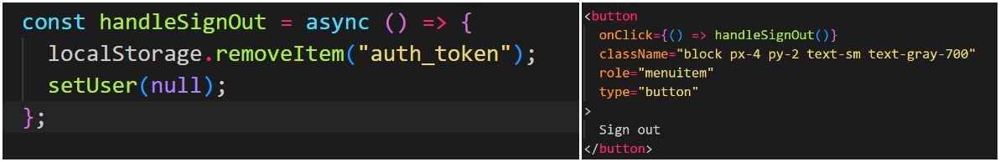 const handleSignOut = async () => {
  localStorage.removeItem("auth_token");
  setUser(null);
};
<button
  onClick={() => handleSignOut()}
  className="block px-4 py-2 text-sm text-gray-700"
  role="menuitem"
  type="button"
>
  Sign out
</button>